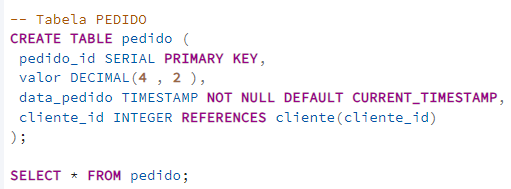 -- Tabela PEDIDO
CREATE TABLE pedido (
pedido_id SERIAL PRIMARY KEY,
valor DECIMAL(4 , 2 ),
data_pedido TIMESTAMP NOT NULL DEFAULT CURRENT_TIMESTAMP,
cliente_id INTEGER REFERENCES cliente(cliente_id)
);
SELECT * FROM pedido;